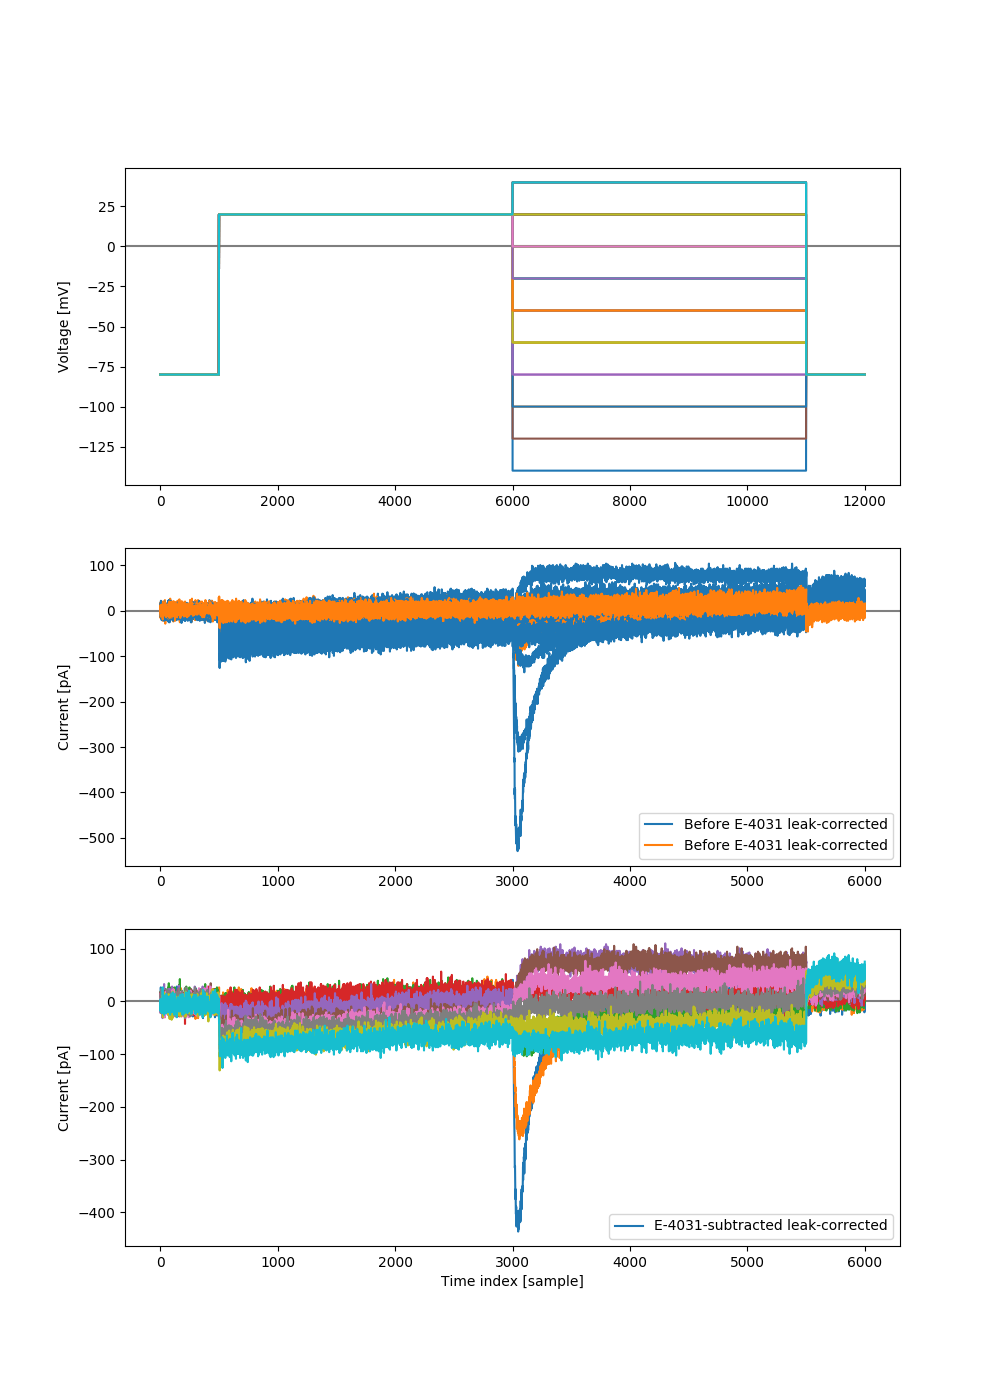 25
0
−25
−50
−75
−100
−125
Voltage [mV]
0 2000 4000 6000 8000 10000 12000
100
0
−100
−200
−300
−400
−500
Current [pA]
Before E-4031 leak-corrected
Before E-4031 leak-corrected
0 1000 2000 3000 4000 5000 6000
100
0
−100
−200
−300
−400
Current [pA]
E-4031-subtracted leak-corrected
0 1000 2000 3000 4000 5000 6000
Time index [sample]